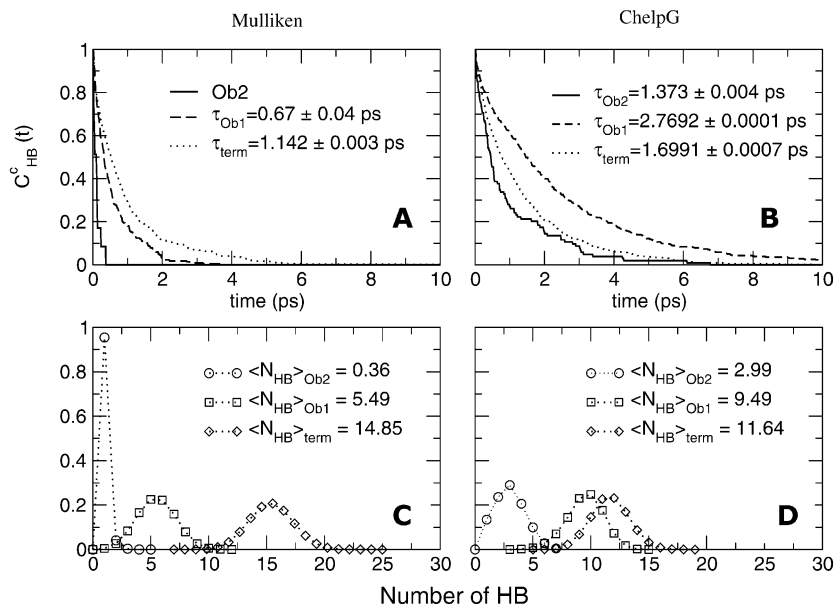 Mulliken
ChelpG
C^c_HB (t)
1
0.8
0.6
0.4
0.2
0
Ob2
τ_Ob1=0.67 ± 0.04 ps
τ_term=1.142 ± 0.003 ps
A
0 2 4 6 8 10
time (ps)
τ_Ob2=1.373 ± 0.004 ps
τ_Ob1=2.7692 ± 0.0001 ps
τ_term=1.6991 ± 0.0007 ps
B
0 2 4 6 8 10
time (ps)
1
0.8
0.6
0.4
0.2
0
<N_HB>_Ob2 = 0.36
<N_HB>_Ob1 = 5.49
<N_HB>_term = 14.85
C
0 5 10 15 20 25 30
<N_HB>_Ob2 = 2.99
<N_HB>_Ob1 = 9.49
<N_HB>_term = 11.64
D
0 5 10 15 20 25 30
Number of HB